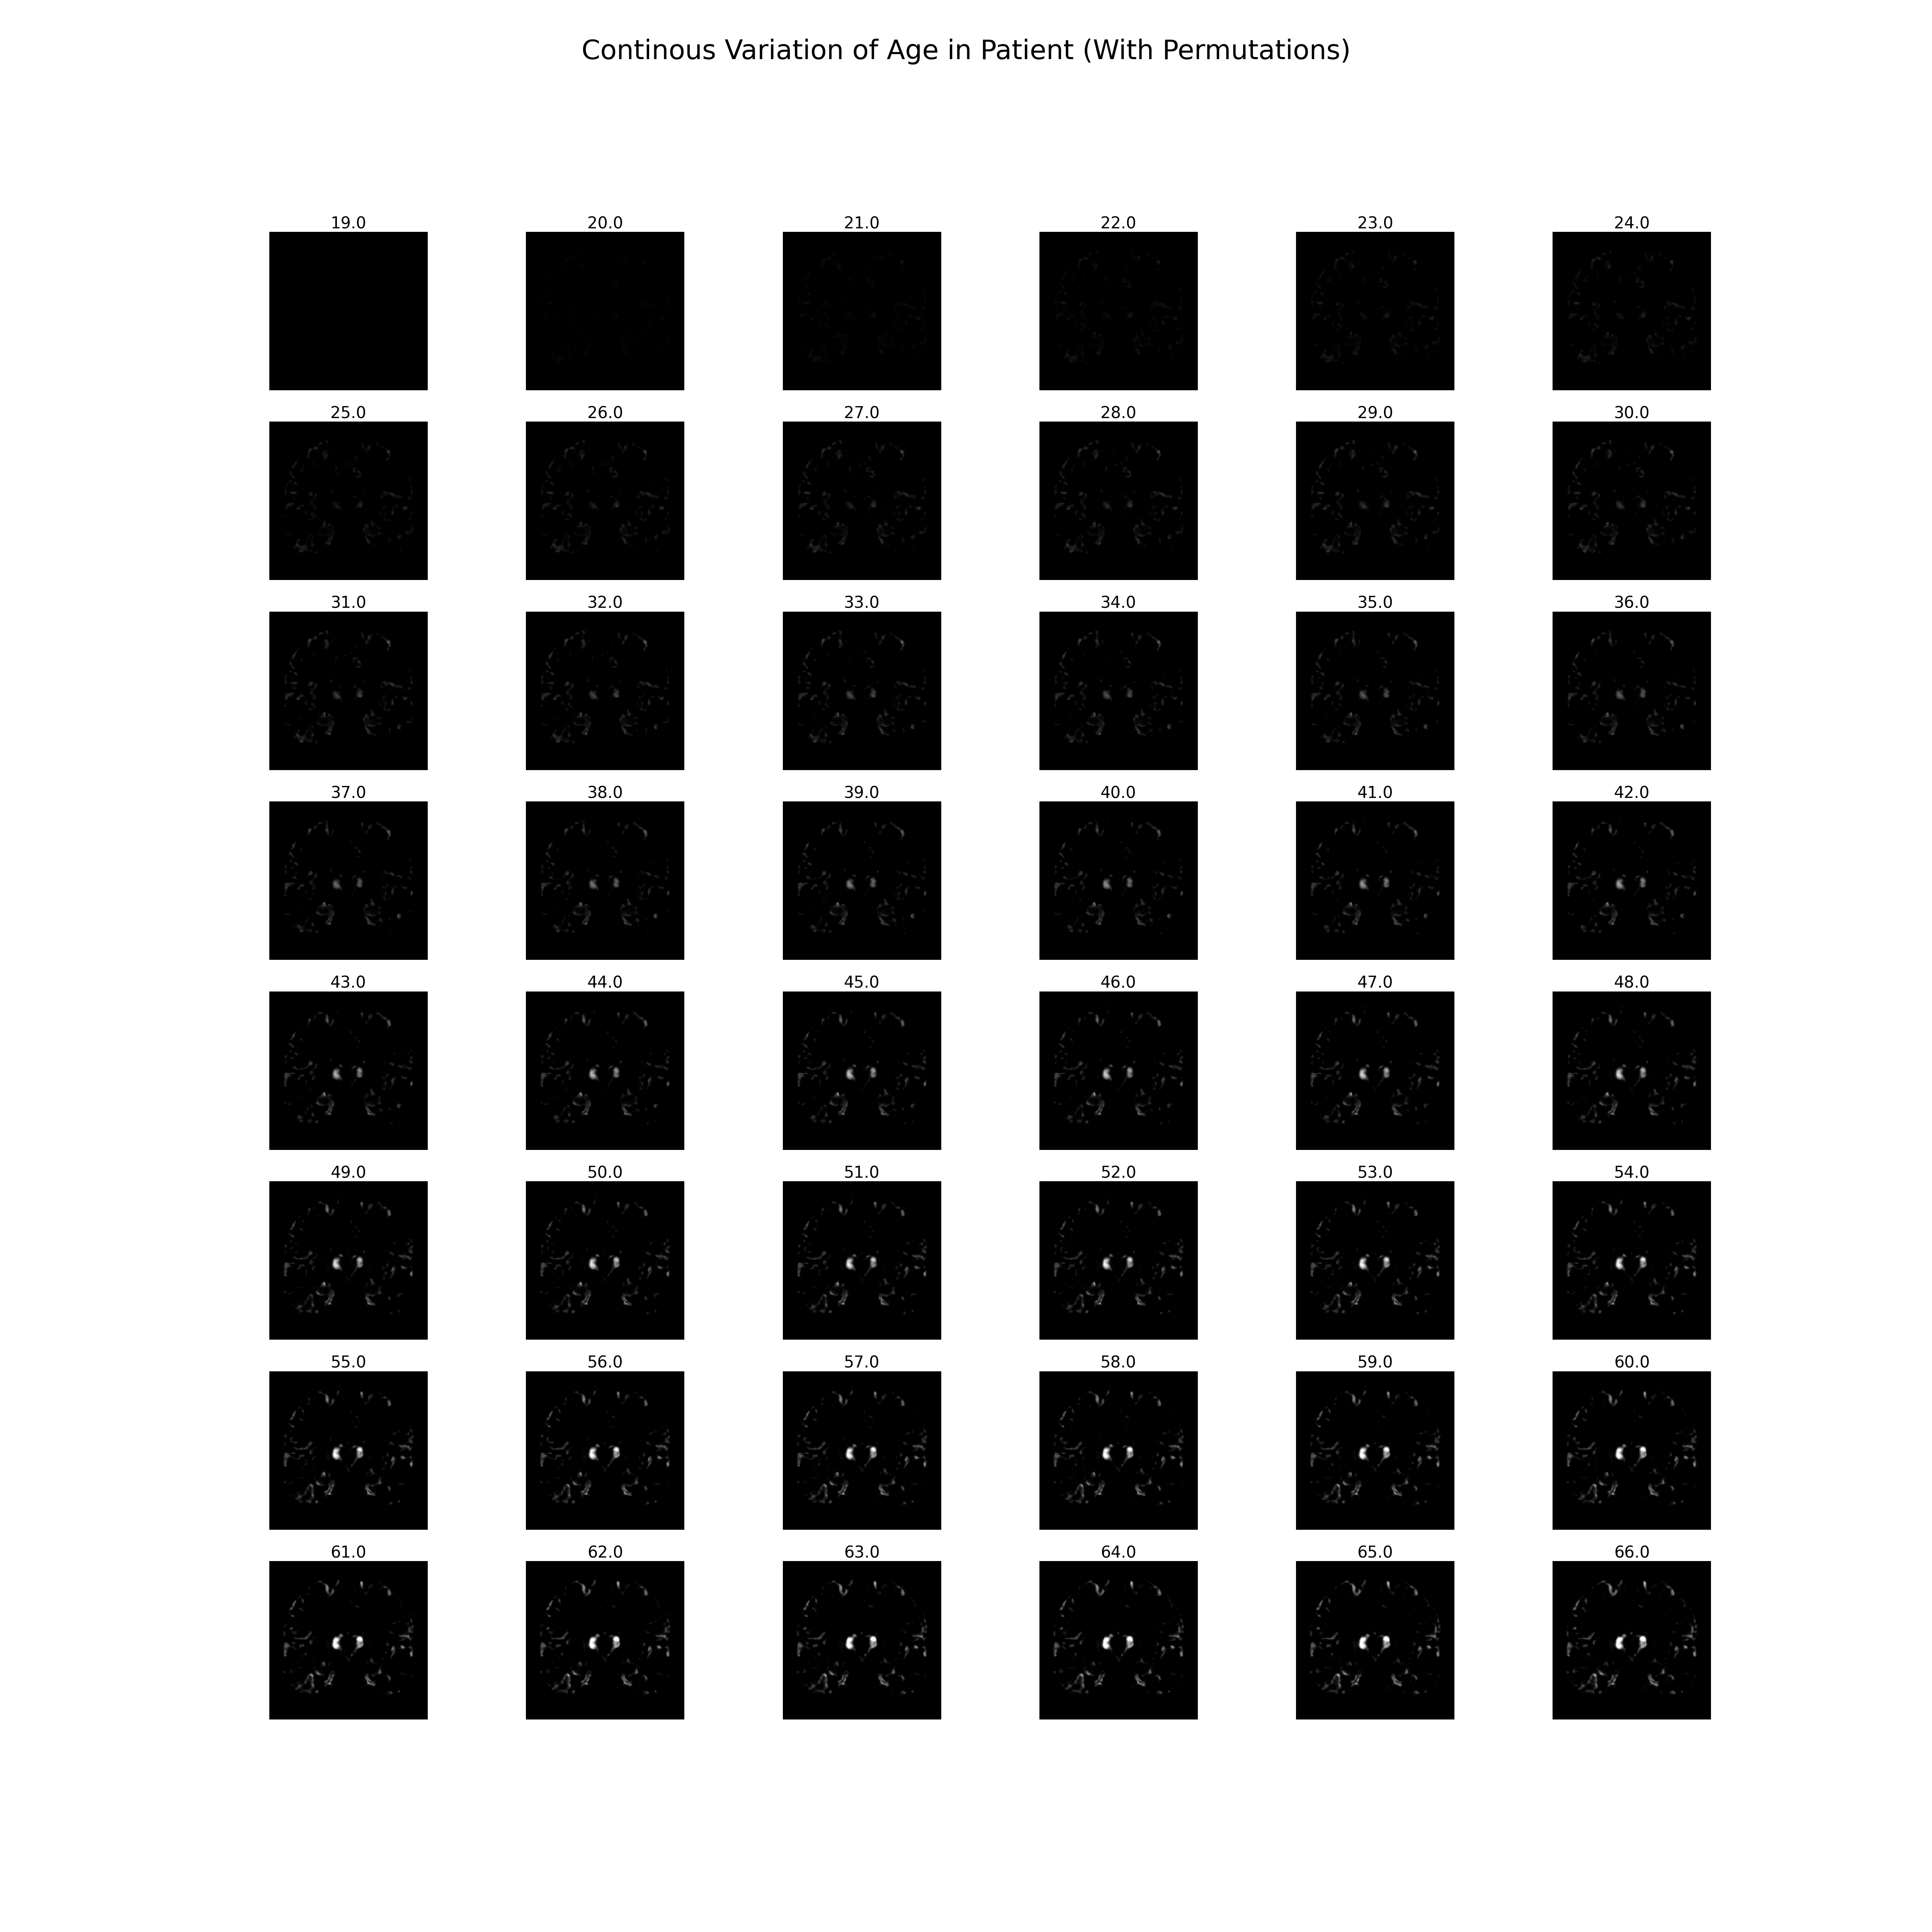 Continous Variation of Age in Patient (With Permutations)
19.0 20.0 21.0 22.0 23.0 24.0
25.0 26.0 27.0 28.0 29.0 30.0
31.0 32.0 33.0 34.0 35.0 36.0
37.0 38.0 39.0 40.0 41.0 42.0
43.0 44.0 45.0 46.0 47.0 48.0
49.0 50.0 51.0 52.0 53.0 54.0
55.0 56.0 57.0 58.0 59.0 60.0
61.0 62.0 63.0 64.0 65.0 66.0